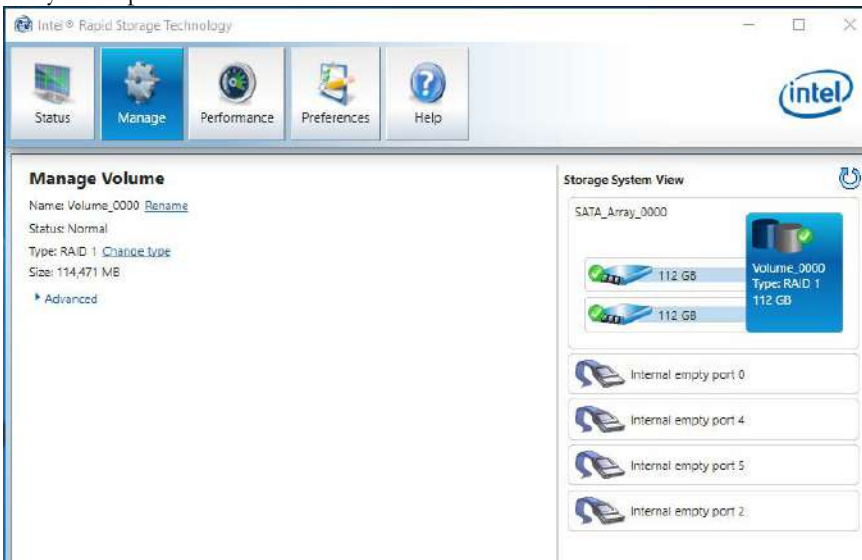 Intel® Rapid Storage Technology
Status
Manage
Performance
Preferences
Help
intel
Manage Volume
Name: Volume_0000 Rename
Status: Normal
Type: RAID 1 Change type
Size: 114,471 MB
Advanced
Storage System View
SATA_Array_0000
112 GB
112 GB
Volume_0000
Type: RAID 1
112 GB
Internal empty port 0
Internal empty port 4
Internal empty port 5
Internal empty port 2